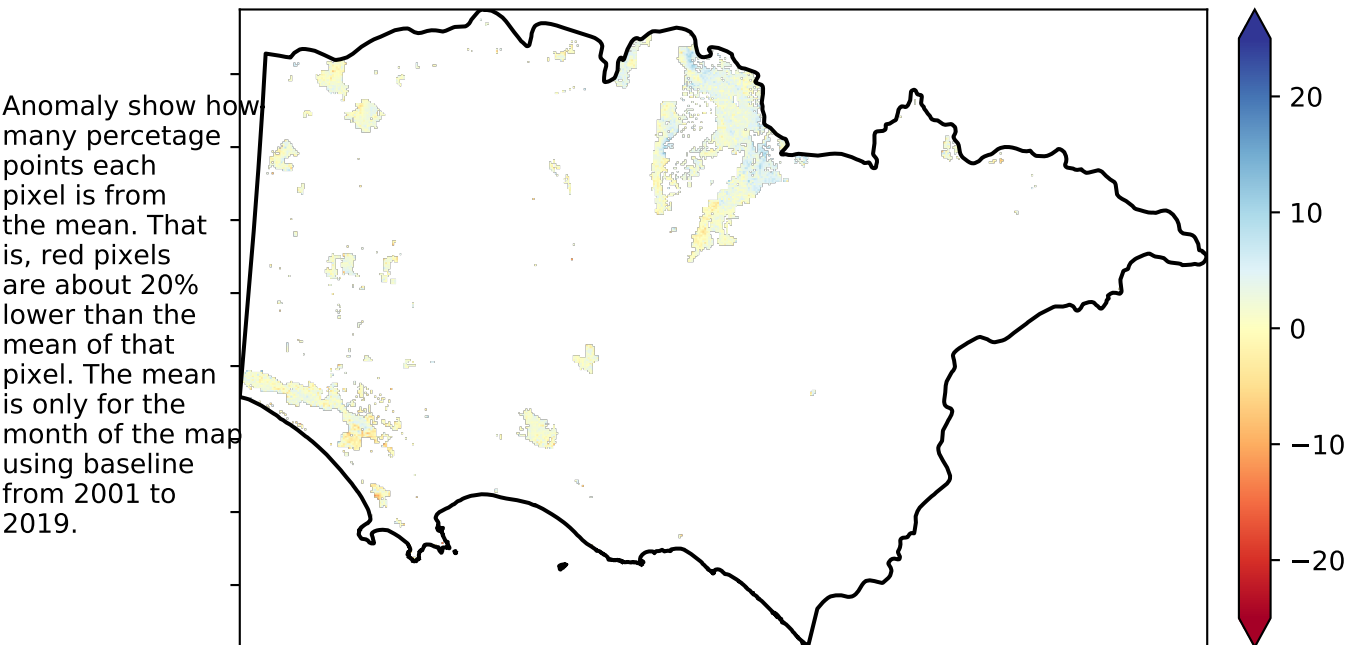 Anomaly show how
many percetage
points each
pixel is from
the mean. That
is, red pixels
are about 20%
lower than the
mean of that
pixel. The mean
is only for the
month of the map
using baseline
from 2001 to
2019.
20
10
0
−10
−20